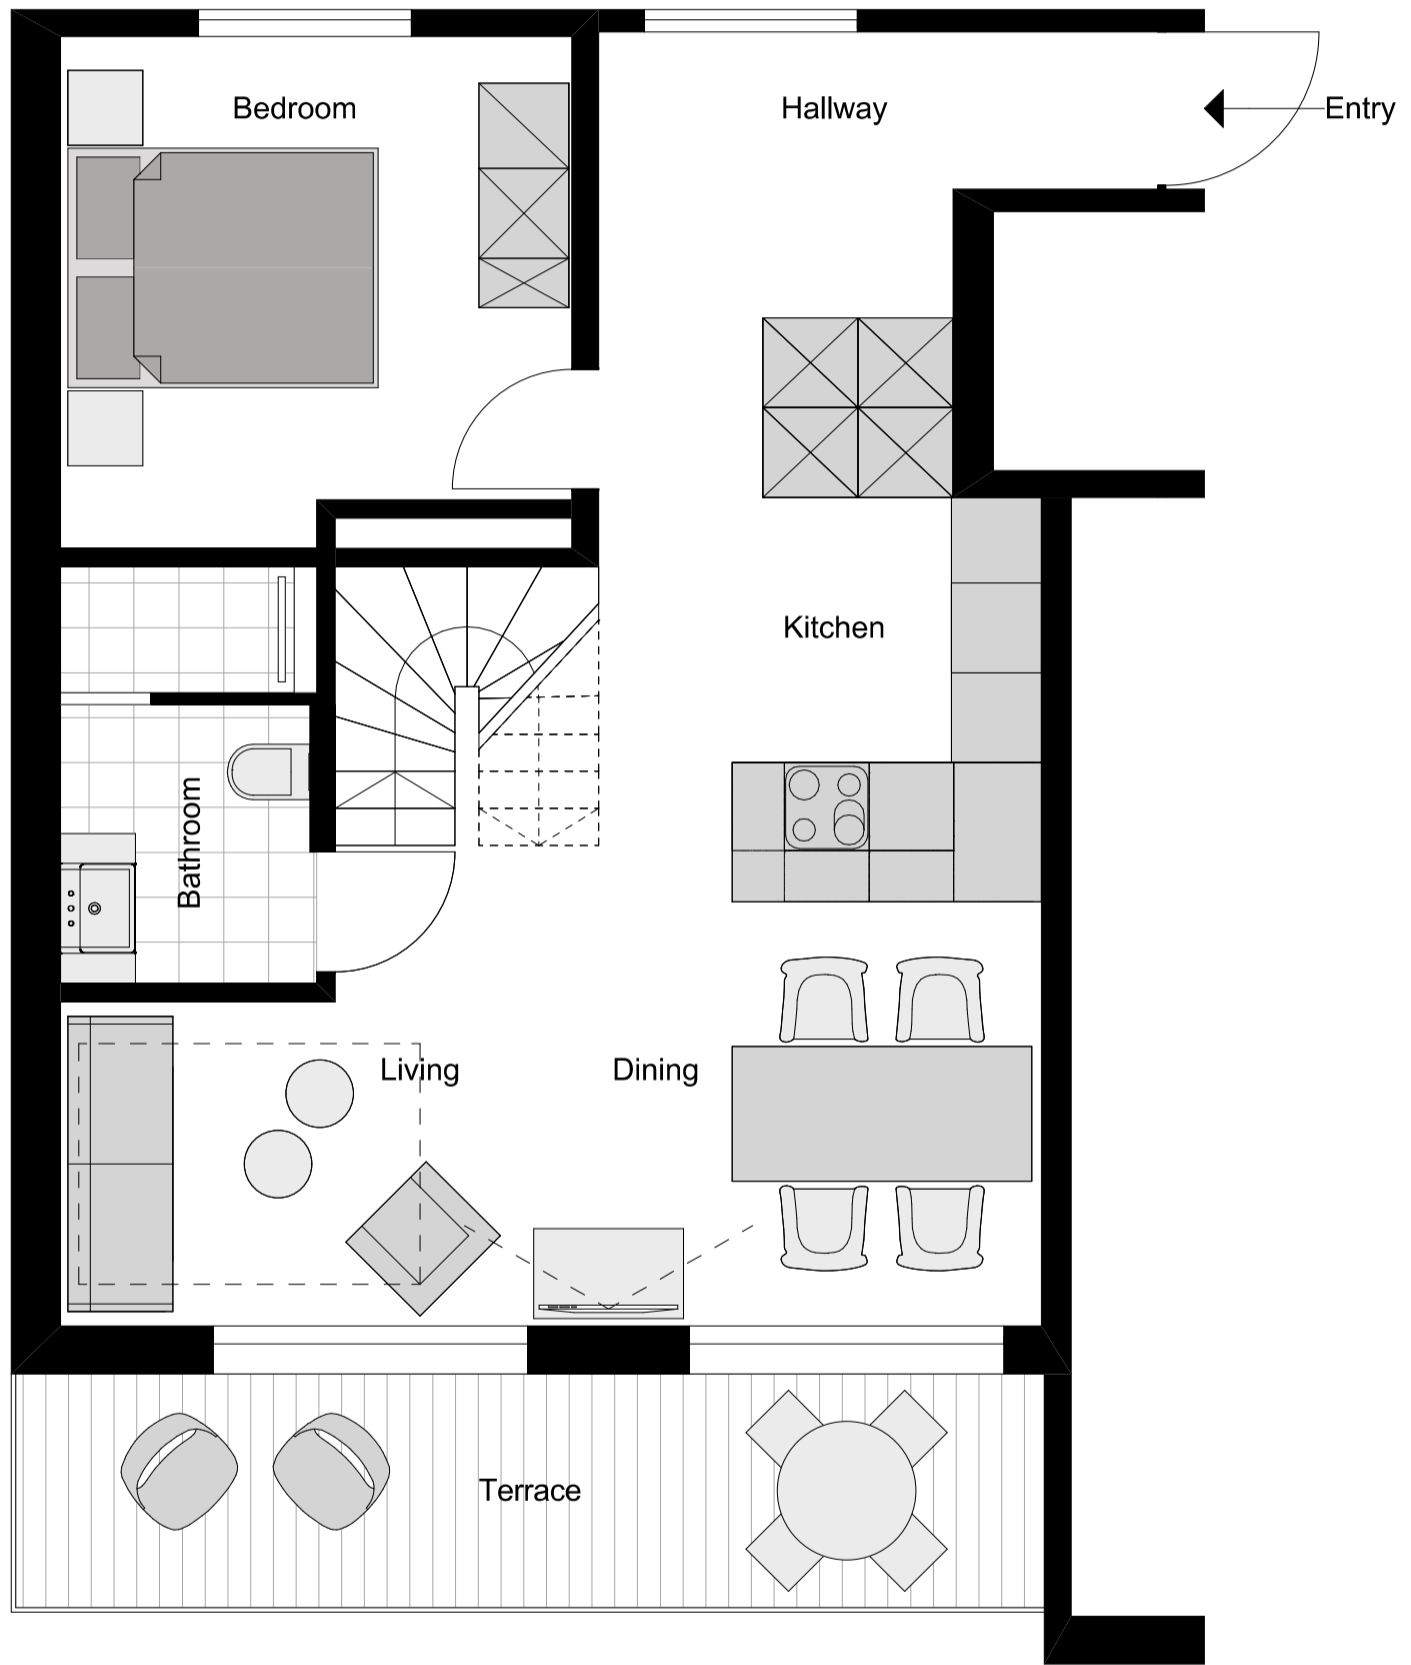 Bedroom
Hallway
Entry
Kitchen
Bathroom
Living
Dining
Terrace